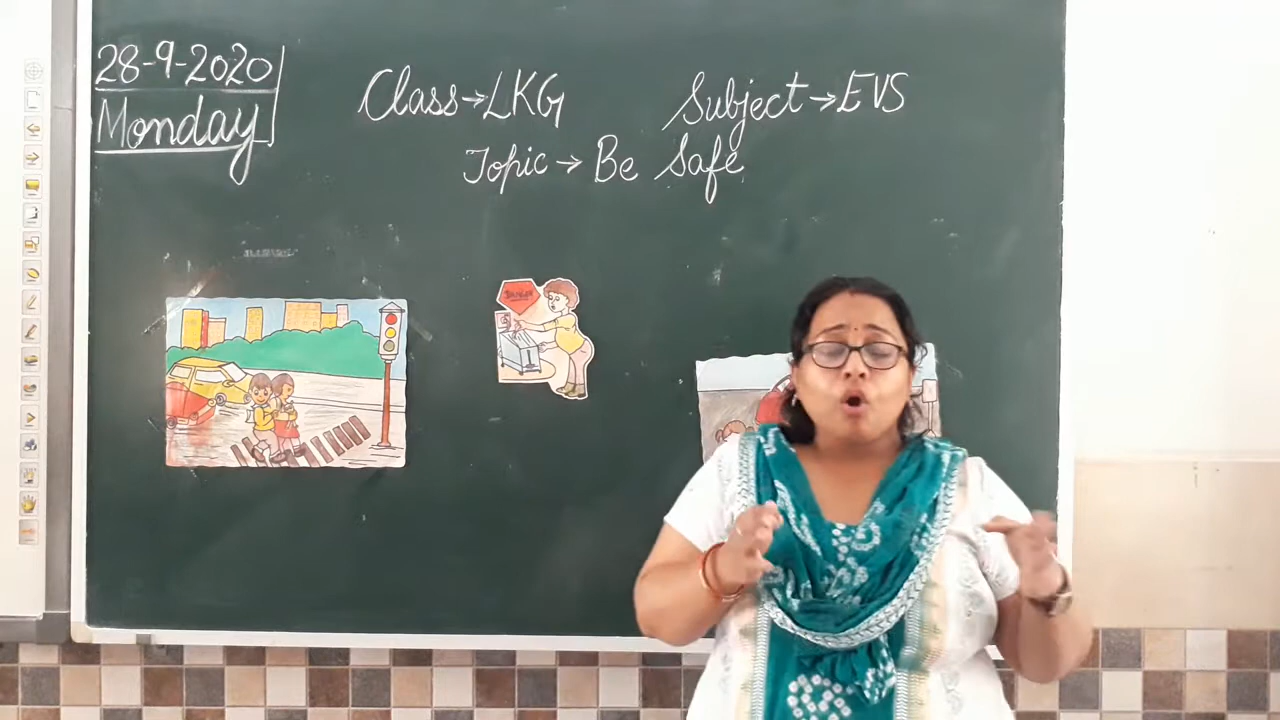 28-9-2020
Monday
Class→LKG
Subject→EVS
Topic→Be Safe